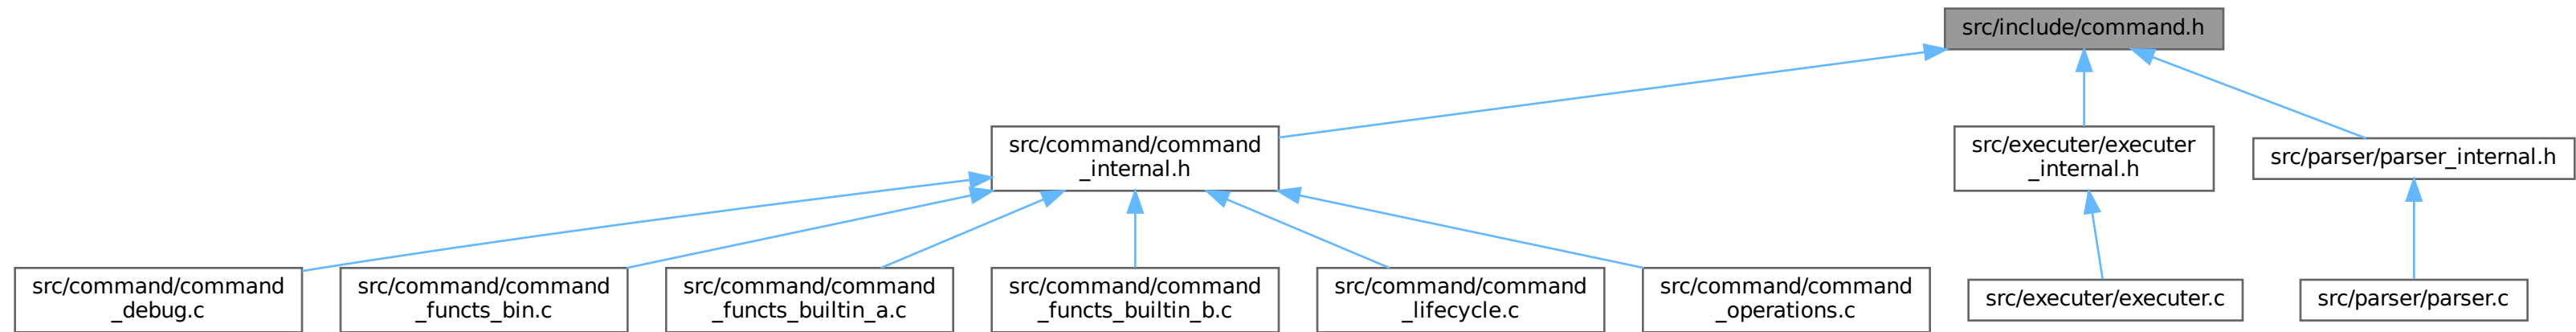 src/include/command.h
src/command/command
_internal.h
src/executer/executer
_internal.h
src/parser/parser_internal.h
src/command/command
_debug.c
src/command/command
_functs_bin.c
src/command/command
_functs_builtin_a.c
src/command/command
_functs_builtin_b.c
src/command/command
_lifecycle.c
src/command/command
_operations.c
src/executer/executer.c
src/parser/parser.c